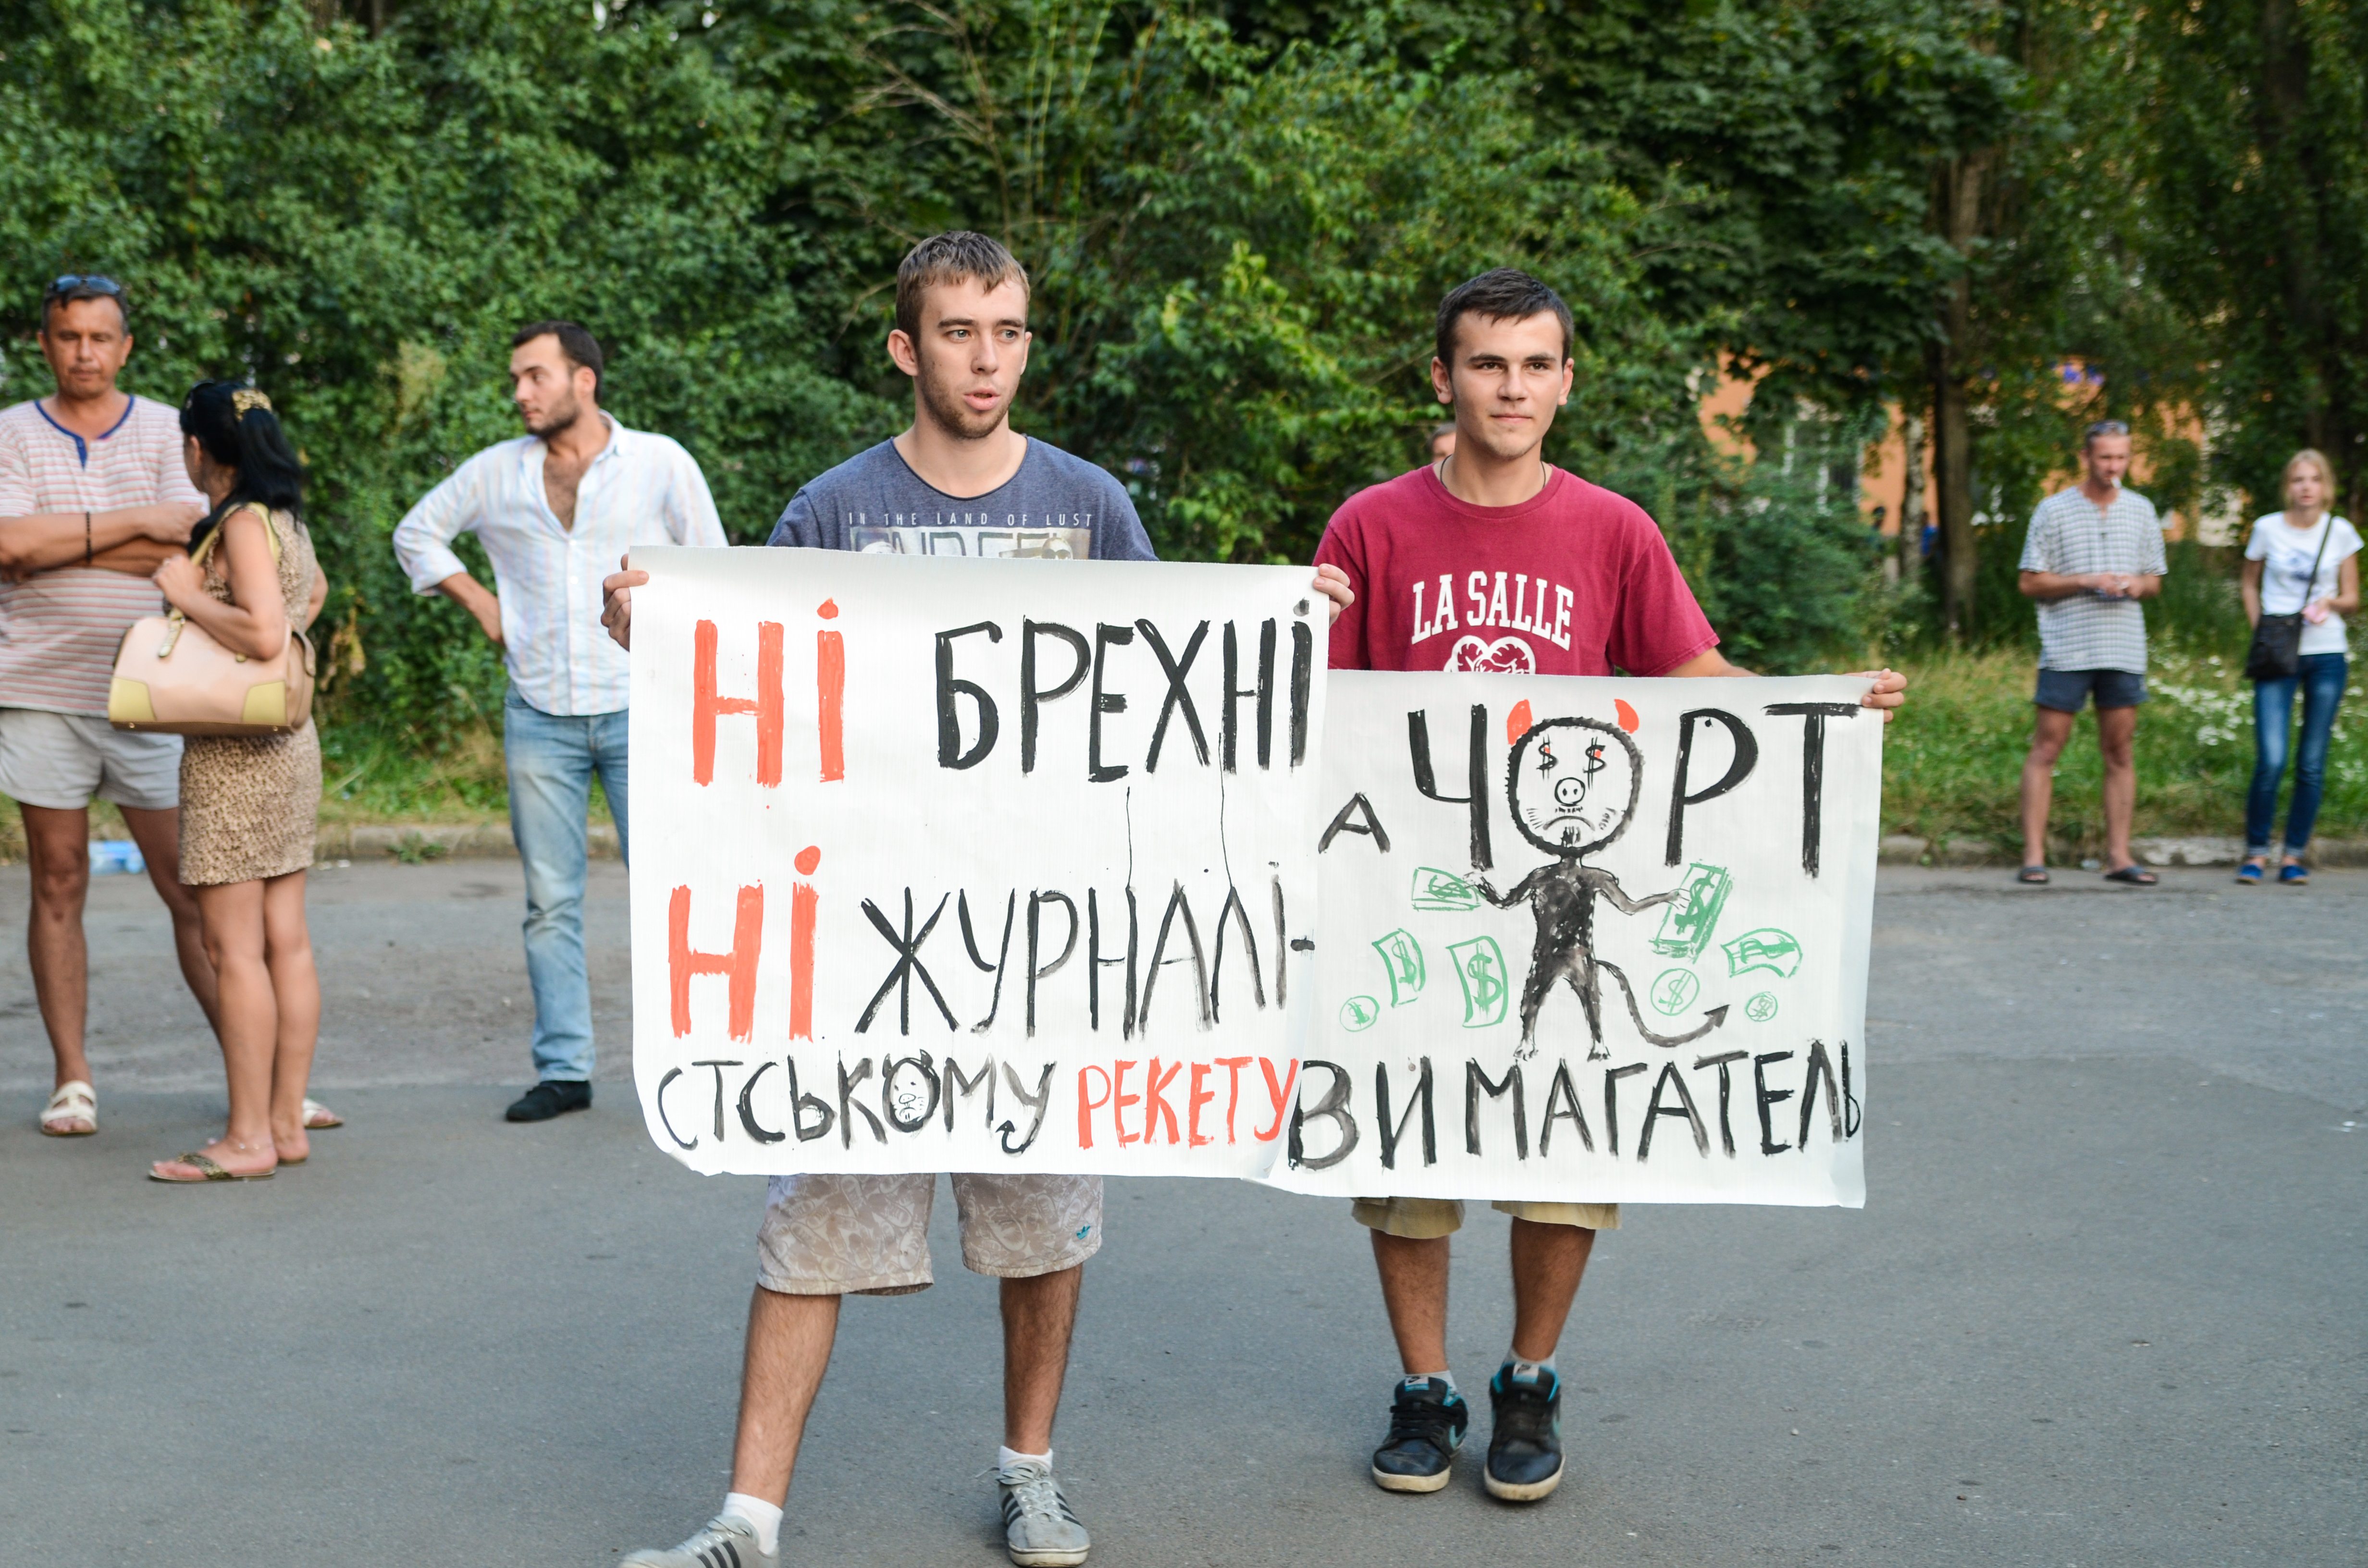 IN THE LAND OF LUST
LA SALLE
НІ БРЕХНІ
НІ ЖУРНАЛІ-
СТСЬКОМУ РЕКЕТУ
А ЧОРТ
$ $
ВИМАГАТЕЛЬ